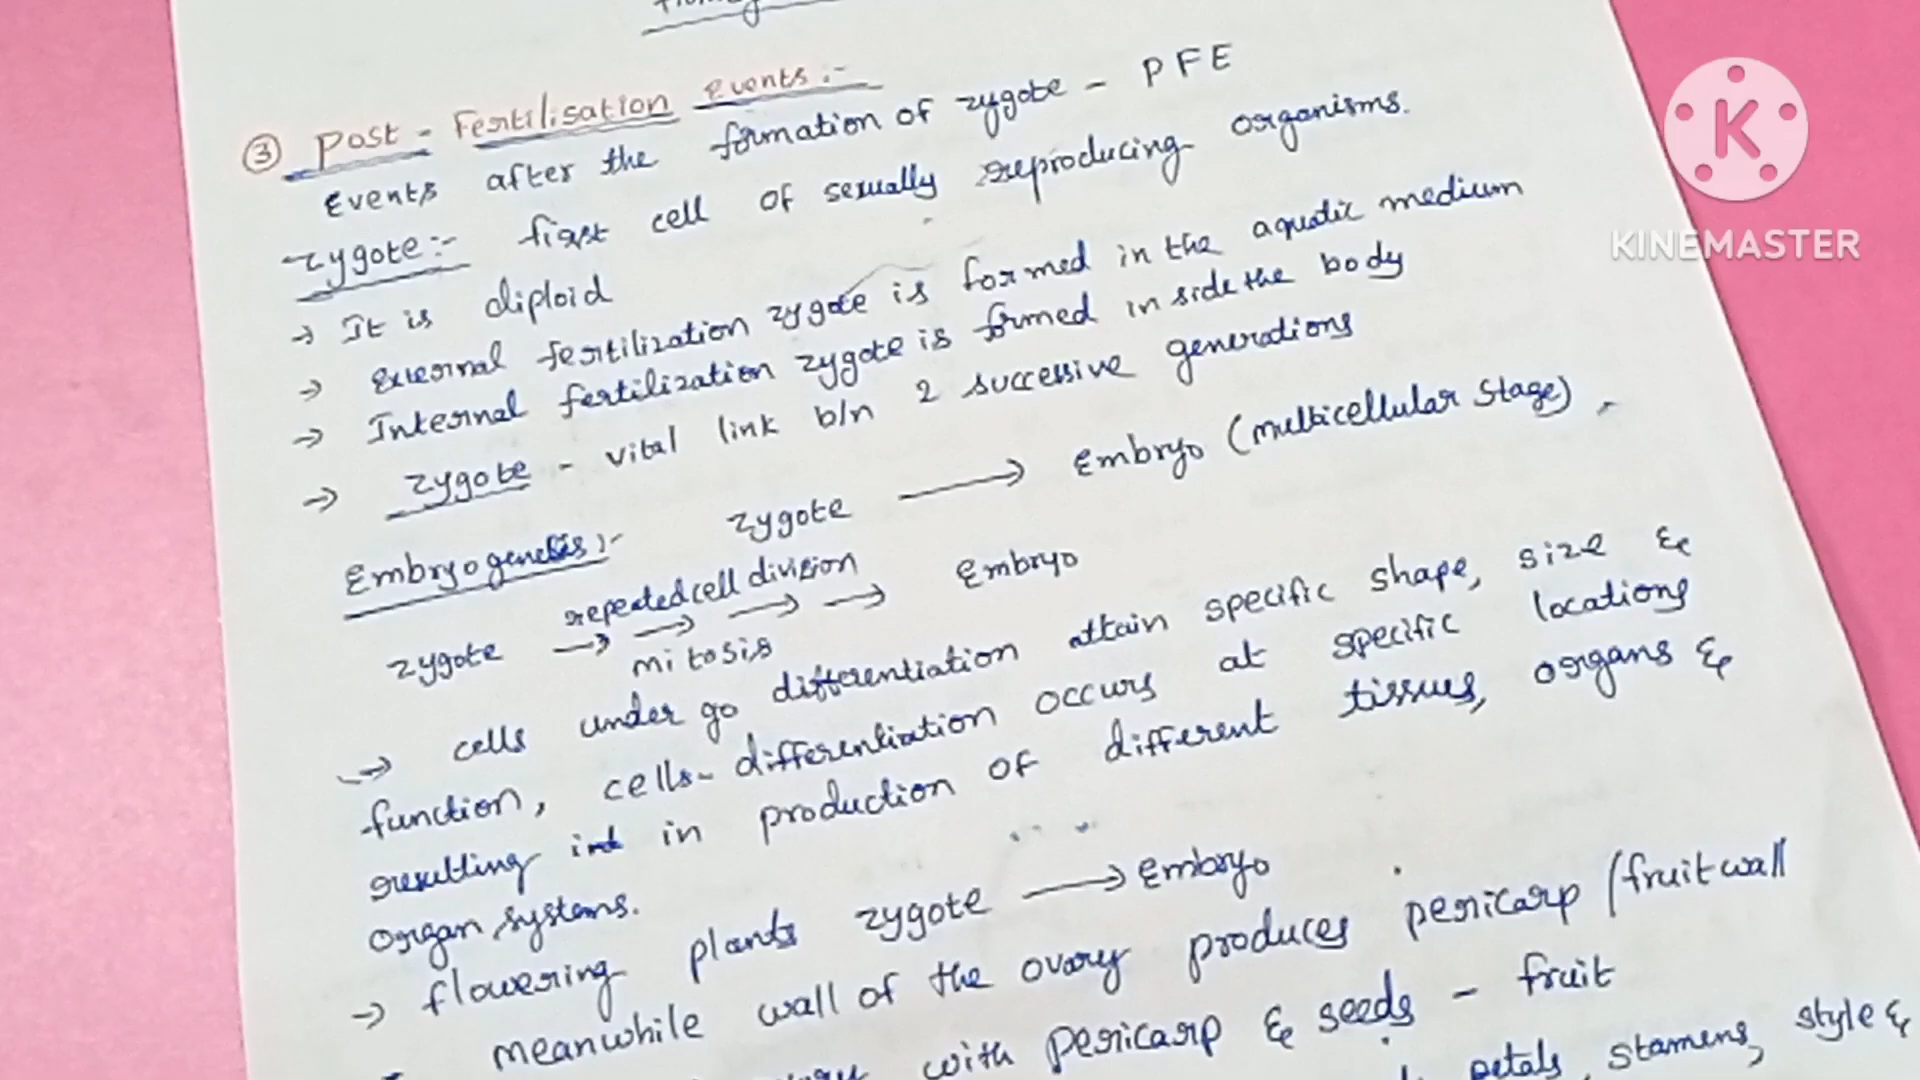 ③ Post - Fertilisation events :-
Events after the formation of zygote - PFE
Zygote :- first cell of sexually reproducing organisms.
→ It is diploid
→ External fertilization zygote is formed in the aquatic medium
→ Internal fertilization zygote is formed inside the body
→ Zygote - vital link b/n 2 successive generations
Embryogenesis :- Zygote → Embryo (multicellular Stage)
repeated cell division
Zygote → → → → Embryo
mitosis
→ cells under go differentiation attain specific shape, size &
function, cells - differentiation occurs at specific locations
resulting in production of different tissues, organs &
organ systems.
→ flowering plants zygote → Embryo
meanwhile wall of the ovary produces pericarp (fruit wall
with pericarp & seeds - fruit
petals, stamens, style &
K
KINEMASTER